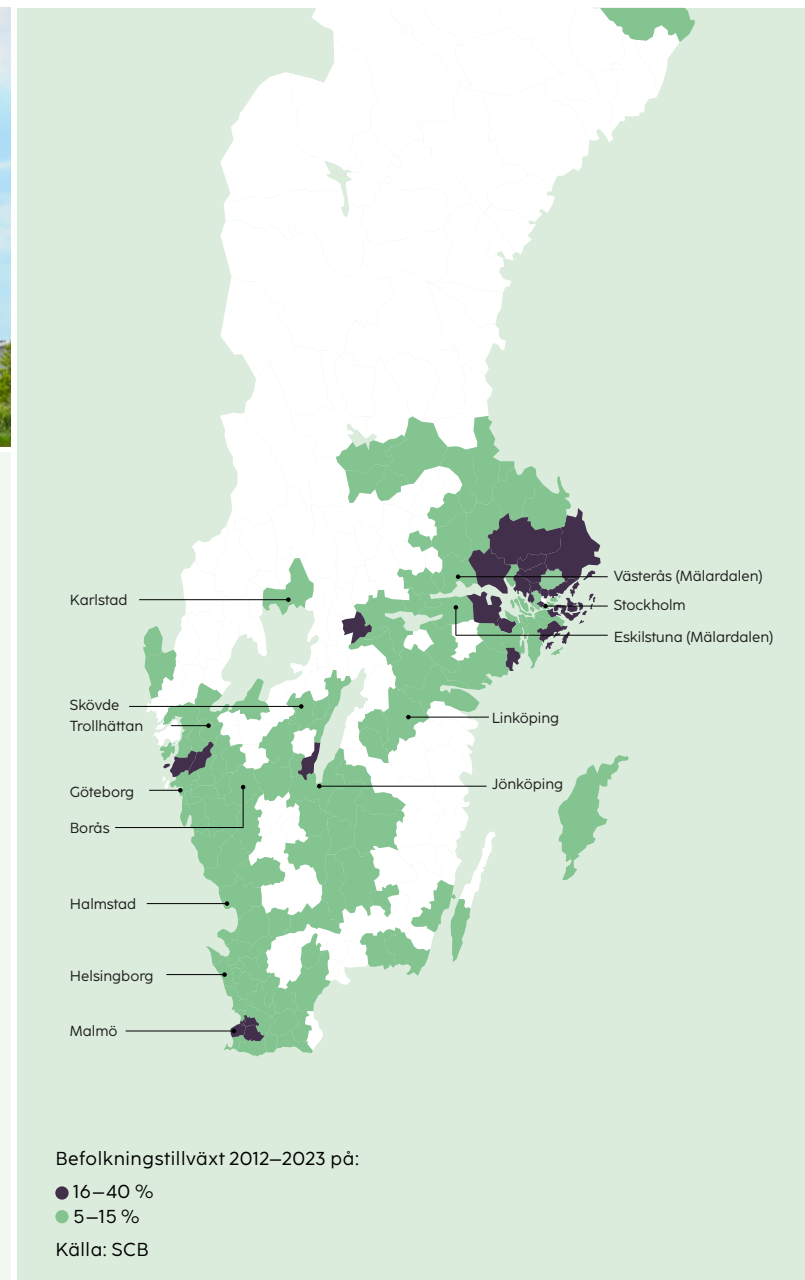 Västerås (Mälardalen)
Karlstad
Stockholm
Eskilstuna (Mälardalen)
Skövde
Linköping
Trollhättan
Jönköping
Göteborg
Borås
Halmstad
Helsingborg
Malmö
Befolkningstillväxt 2012–2023 på:
16–40 %
5–15 %
Källa: SCB